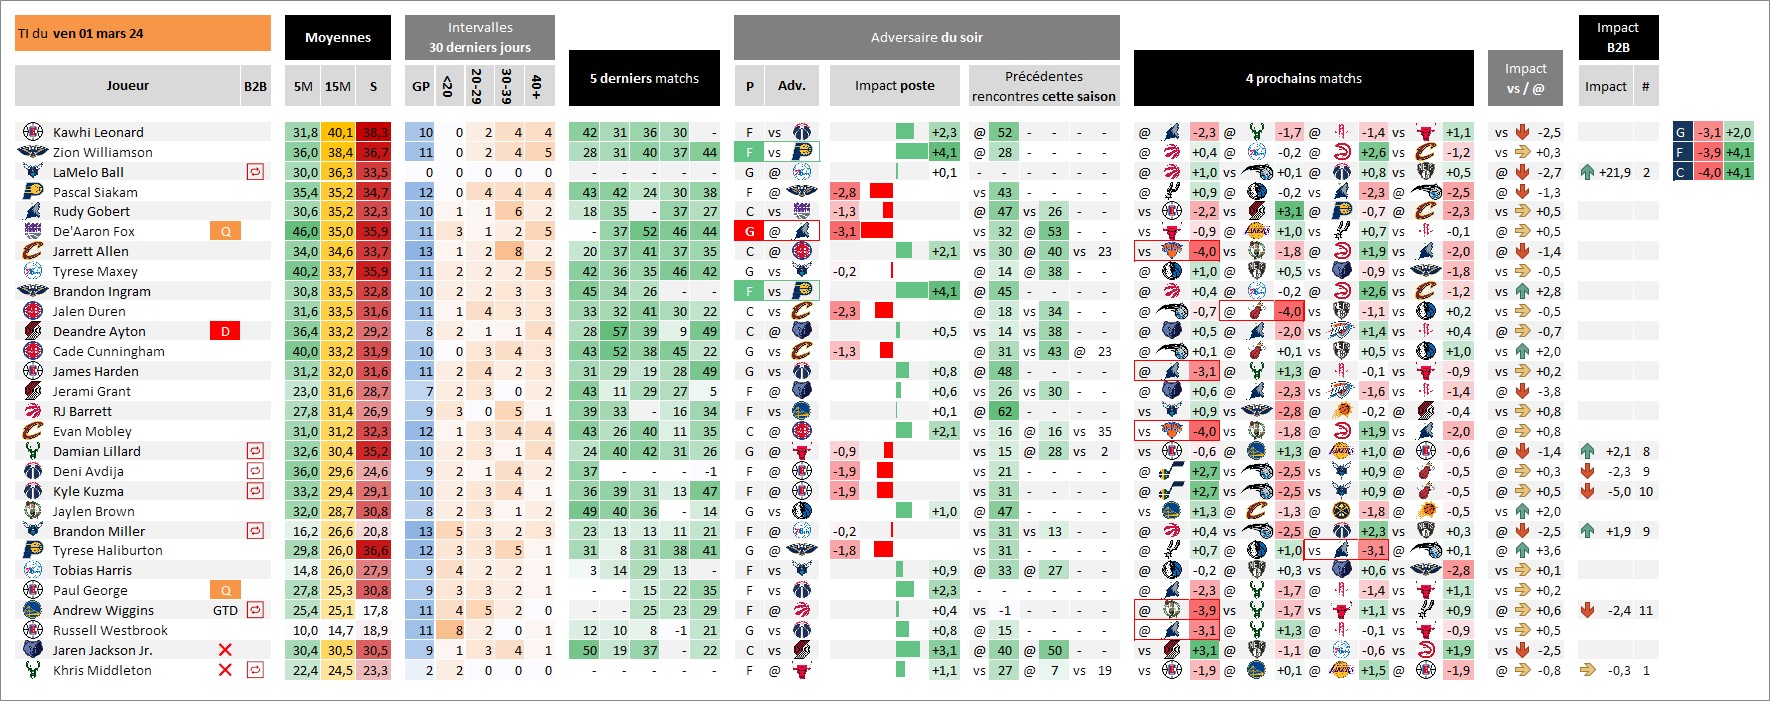 TI du ven 01 mars 24 Moyennes Intervalles 30 derniers jours 5 derniers matchs Adversaire du soir 4 prochains matchs Impact vs / @ Impact B2B
Joueur B2B 5M 15M S GP <20 20-29 30-39 40+ P Adv. Impact poste Précédentes rencontres cette saison Impact #
Kawhi Leonard 31,8 40,1 38,3 10 0 2 4 4 42 31 36 30 - F vs +2,3 @ 52 - - - - @ -2,3 @ -1,7 @ -1,4 vs +1,1 vs -2,5 G -3,1 +2,0
Zion Williamson 36,0 38,4 36,7 11 0 2 4 5 28 31 40 37 44 F vs +4,1 @ 28 - - - - @ +0,4 @ -0,2 @ +2,6 vs -1,2 vs +0,3 F -3,9 +4,1
LaMelo Ball 30,0 36,3 33,5 0 0 0 0 0 - - - - - G @ +0,1 - - - - - - @ +0,7 vs +0,1 @ +0,8 vs +0,5 @ -2,7 +21,9 2 C -4,0 +4,1
Pascal Siakam 35,4 35,2 34,7 12 0 4 4 4 43 42 24 30 38 F @ -2,8 vs 43 - - - - @ +0,9 @ -0,2 vs -2,3 @ -2,5 @ -1,3
Rudy Gobert 30,6 35,2 32,3 10 1 1 6 2 18 35 - 37 27 C vs -1,3 @ 47 vs 26 - - vs -2,2 vs +3,1 @ -0,7 @ -2,3 vs +0,5
De'Aaron Fox Q 46,0 35,0 35,9 11 3 1 2 5 - 37 52 46 44 G @ -3,1 vs 32 @ 53 - - vs -0,9 @ +1,0 vs +0,7 vs -0,1 @ +0,5
Jarrett Allen 34,0 34,6 33,7 13 1 2 8 2 20 37 41 37 35 C @ +2,1 vs 30 @ 40 vs 23 vs -4,0 vs -1,8 @ +1,9 @ -2,0 @ -1,4
Tyrese Maxey 40,2 33,7 35,9 11 2 2 2 5 42 36 35 46 42 G vs -0,2 @ 14 @ 38 - - @ +1,0 @ +0,5 vs -0,9 vs -1,8 vs -0,5
Brandon Ingram 30,8 33,5 32,8 10 2 2 3 3 45 34 26 - - F vs +4,1 @ 45 - - - - @ +0,4 @ -0,2 @ +2,6 vs -1,2 vs +2,8
Jalen Duren 31,6 33,5 31,6 11 1 4 3 3 33 32 41 30 22 C vs -2,3 @ 18 vs 34 - - @ -0,7 @ -4,0 vs -1,1 vs +0,2 vs -0,5
Deandre Ayton D 36,4 33,2 29,2 8 2 1 1 4 28 57 39 9 49 C @ +0,5 vs 14 vs 38 - - @ +0,5 @ -2,0 vs +1,4 vs +0,4 @ -0,7
Cade Cunningham 40,0 33,2 31,9 10 0 3 4 3 43 52 38 45 22 G vs -1,3 @ 31 vs 43 @ 23 @ +0,1 @ +0,1 vs +0,5 vs +1,0 vs +2,0
James Harden 31,2 32,0 31,6 11 2 4 2 3 31 29 19 28 49 G vs +0,8 @ 48 - - - - @ -3,1 @ +1,3 @ -0,1 vs -0,9 vs +0,2
Jerami Grant 23,0 31,6 28,7 7 2 3 0 2 43 11 29 27 5 F @ +0,6 vs 26 vs 30 - - @ +0,6 @ -2,3 vs -1,6 vs -1,4 @ -3,8
RJ Barrett 27,8 31,4 26,9 9 3 0 5 1 39 33 - 16 34 F vs +0,1 @ 62 - - - - vs +0,9 vs -2,8 @ -0,2 @ -0,4 vs +0,8
Evan Mobley 31,0 31,2 32,3 12 1 3 4 4 43 26 40 11 35 C @ +2,1 vs 16 @ 16 vs 35 vs -4,0 vs -1,8 @ +1,9 @ -2,0 @ +0,8
Damian Lillard 32,6 30,4 35,2 10 2 3 3 2 24 40 42 31 26 G @ -0,9 vs 15 @ 28 vs 2 vs -0,6 @ +1,3 @ +1,0 vs -0,6 @ -1,4 +2,1 8
Deni Avdija 36,0 29,6 24,6 9 2 1 4 2 37 - - - -1 F @ -1,9 vs 21 - - - - @ +2,7 vs -2,5 vs +0,9 @ -0,5 @ +0,3 -2,3 9
Kyle Kuzma 33,2 29,4 29,1 10 2 3 4 1 36 39 31 13 47 F @ -1,9 vs 31 - - - - @ +2,7 vs -2,5 vs +0,9 @ -0,5 @ +0,5 -5,0 10
Jaylen Brown 32,0 28,7 30,8 8 2 3 1 2 49 40 36 - 14 G vs +1,0 @ 47 - - - - vs +1,3 @ -1,3 @ -1,8 @ -0,5 vs +2,0
Brandon Miller 16,2 26,6 20,8 13 5 3 2 3 23 13 13 11 21 F @ -0,2 vs 31 vs 13 - - @ +0,4 vs -2,5 @ +2,3 vs +0,3 @ -2,5 +1,9 9
Tyrese Haliburton 29,8 26,0 36,6 12 3 3 5 1 31 8 31 38 41 G @ -1,8 vs 31 - - - - @ +0,7 @ +1,0 vs -3,1 @ +0,1 @ +3,6
Tobias Harris 14,8 26,0 27,9 9 4 2 2 1 3 14 29 13 - F vs +0,9 @ 33 @ 27 - - @ -0,2 @ +0,3 vs +0,6 vs -2,8 vs +0,1
Paul George Q 27,8 25,3 30,8 9 3 3 2 1 - - 15 22 35 F vs +2,3 - - - - - - @ -2,3 @ -1,7 @ -1,4 vs +1,1 vs +0,2
Andrew Wiggins GTD 25,4 25,1 17,8 11 4 5 2 0 - - 25 23 29 F @ +0,4 vs -1 - - - - @ -3,9 vs -1,7 vs +1,1 vs +0,9 @ +0,6 -2,4 11
Russell Westbrook 10,0 14,7 18,9 11 8 2 0 1 12 10 8 -1 21 G vs +0,8 @ 15 - - - - @ -3,1 @ +1,3 @ -0,1 vs -0,9 vs +0,5
Jaren Jackson Jr. 30,4 30,5 30,5 9 1 3 4 1 50 19 37 - 22 C vs +3,1 @ 40 @ 50 - - vs +3,1 @ -1,1 vs -0,6 vs +1,9 vs -2,5
Khris Middleton 22,4 24,5 23,3 2 2 0 0 0 - - - - - F @ +1,1 vs 27 @ 7 vs 19 vs -1,9 @ +0,1 @ +1,5 vs -1,9 @ -0,8 -0,3 1